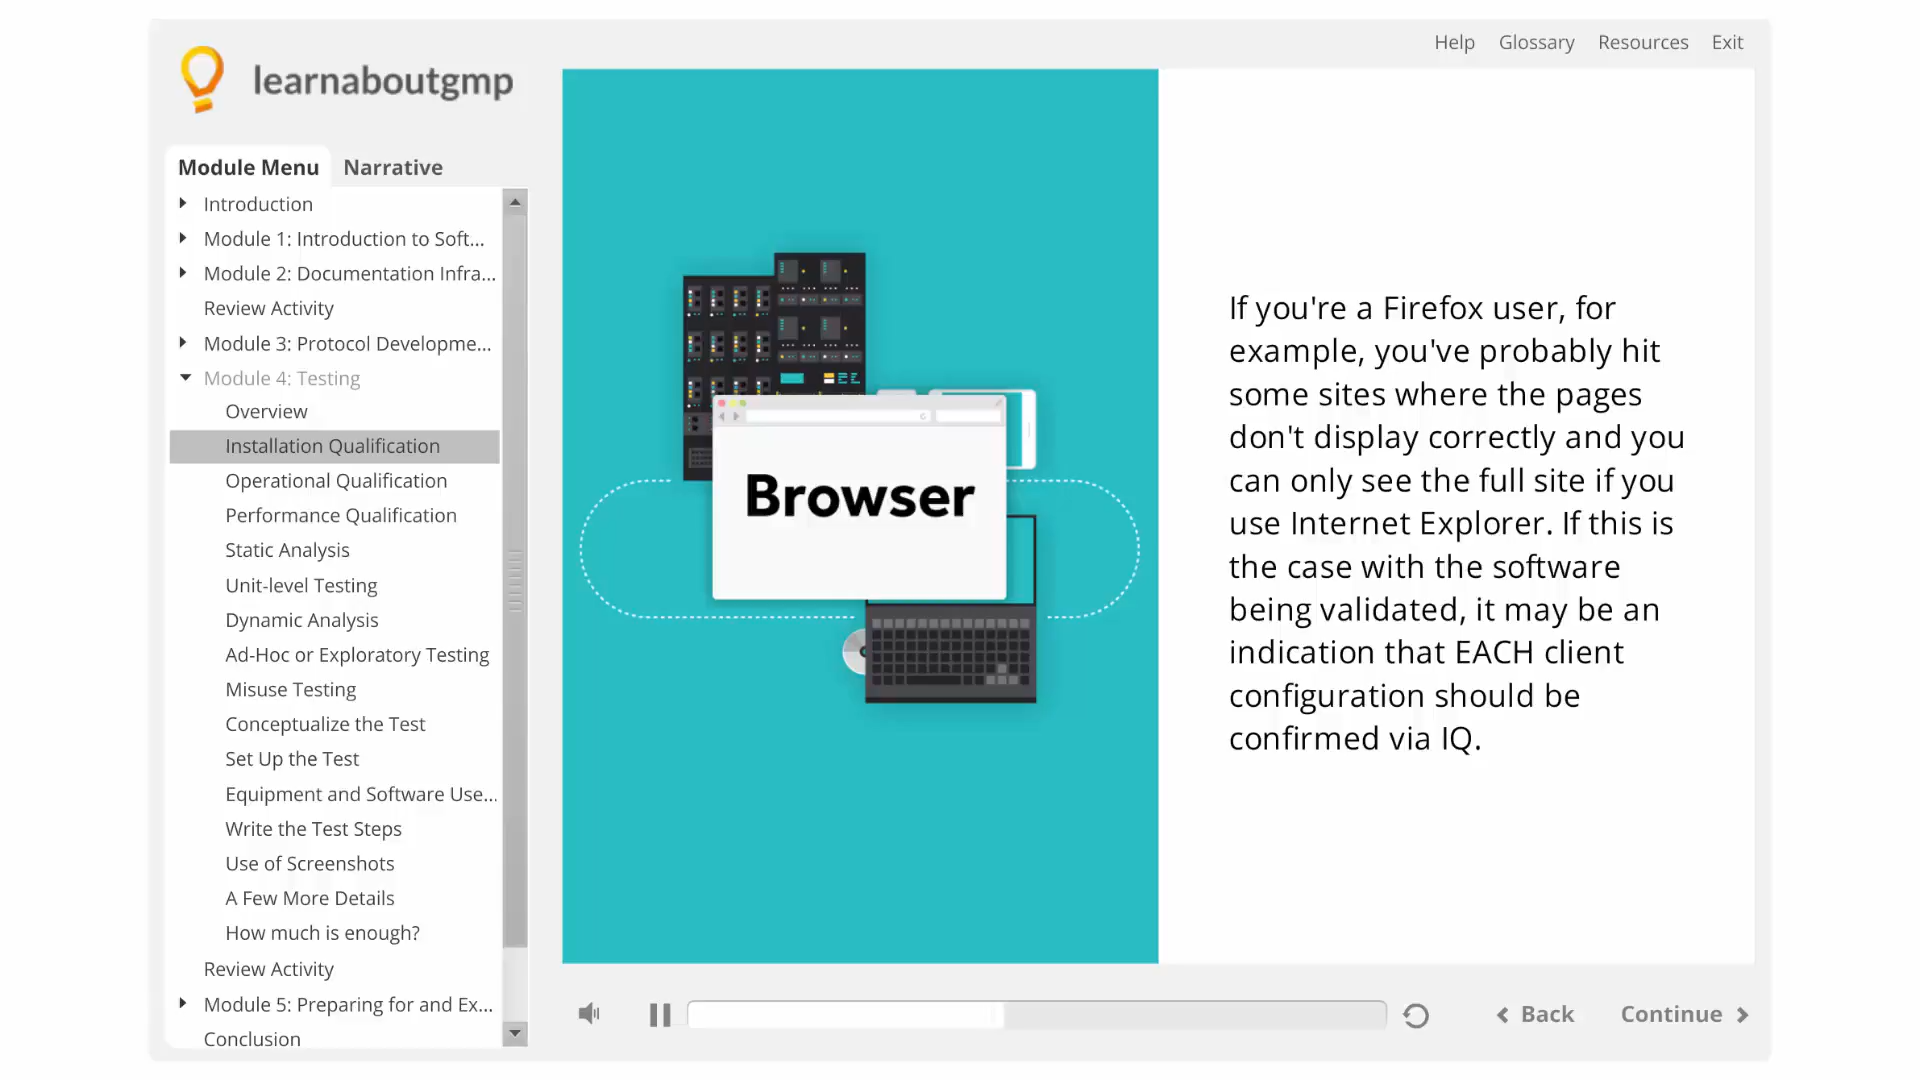 Help Glossary Resources Exit
learnaboutgmp
Module Menu Narrative
Introduction
Module 1: Introduction to Soft...
Module 2: Documentation Infra...
Review Activity
Module 3: Protocol Developme...
Module 4: Testing
Overview
Installation Qualification
Operational Qualification
Performance Qualification
Static Analysis
Unit-level Testing
Dynamic Analysis
Ad-Hoc or Exploratory Testing
Misuse Testing
Conceptualize the Test
Set Up the Test
Equipment and Software Use...
Write the Test Steps
Use of Screenshots
A Few More Details
How much is enough?
Review Activity
Module 5: Preparing for and Ex...
Conclusion
Browser
If you're a Firefox user, for
example, you've probably hit
some sites where the pages
don't display correctly and you
can only see the full site if you
use Internet Explorer. If this is
the case with the software
being validated, it may be an
indication that EACH client
configuration should be
confirmed via IQ.
Back Continue